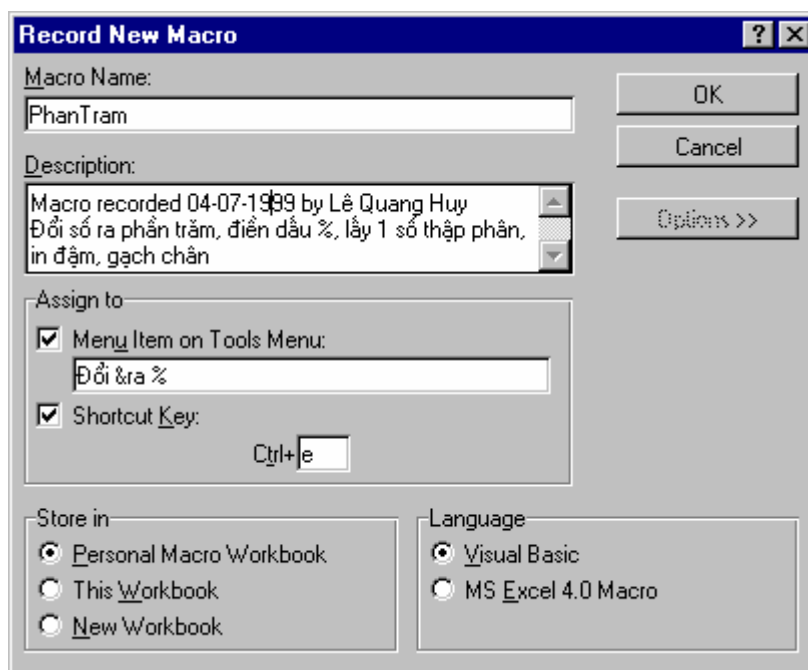 Record New Macro
Macro Name:
OK
PhanTram
Cancel
Description:
Macro recorded 04-07-1999 by Lê Quang Huy
Options >>
Đổi số ra phần trăm, điền dấu %, lấy 1 số thập phân,
in đậm, gạch chân
Assign to
Menu Item on Tools Menu:
Đổi &ra %
Shortcut Key:
Ctrl+ e
Store in
Language
Personal Macro Workbook
Visual Basic
This Workbook
MS Excel 4.0 Macro
New Workbook